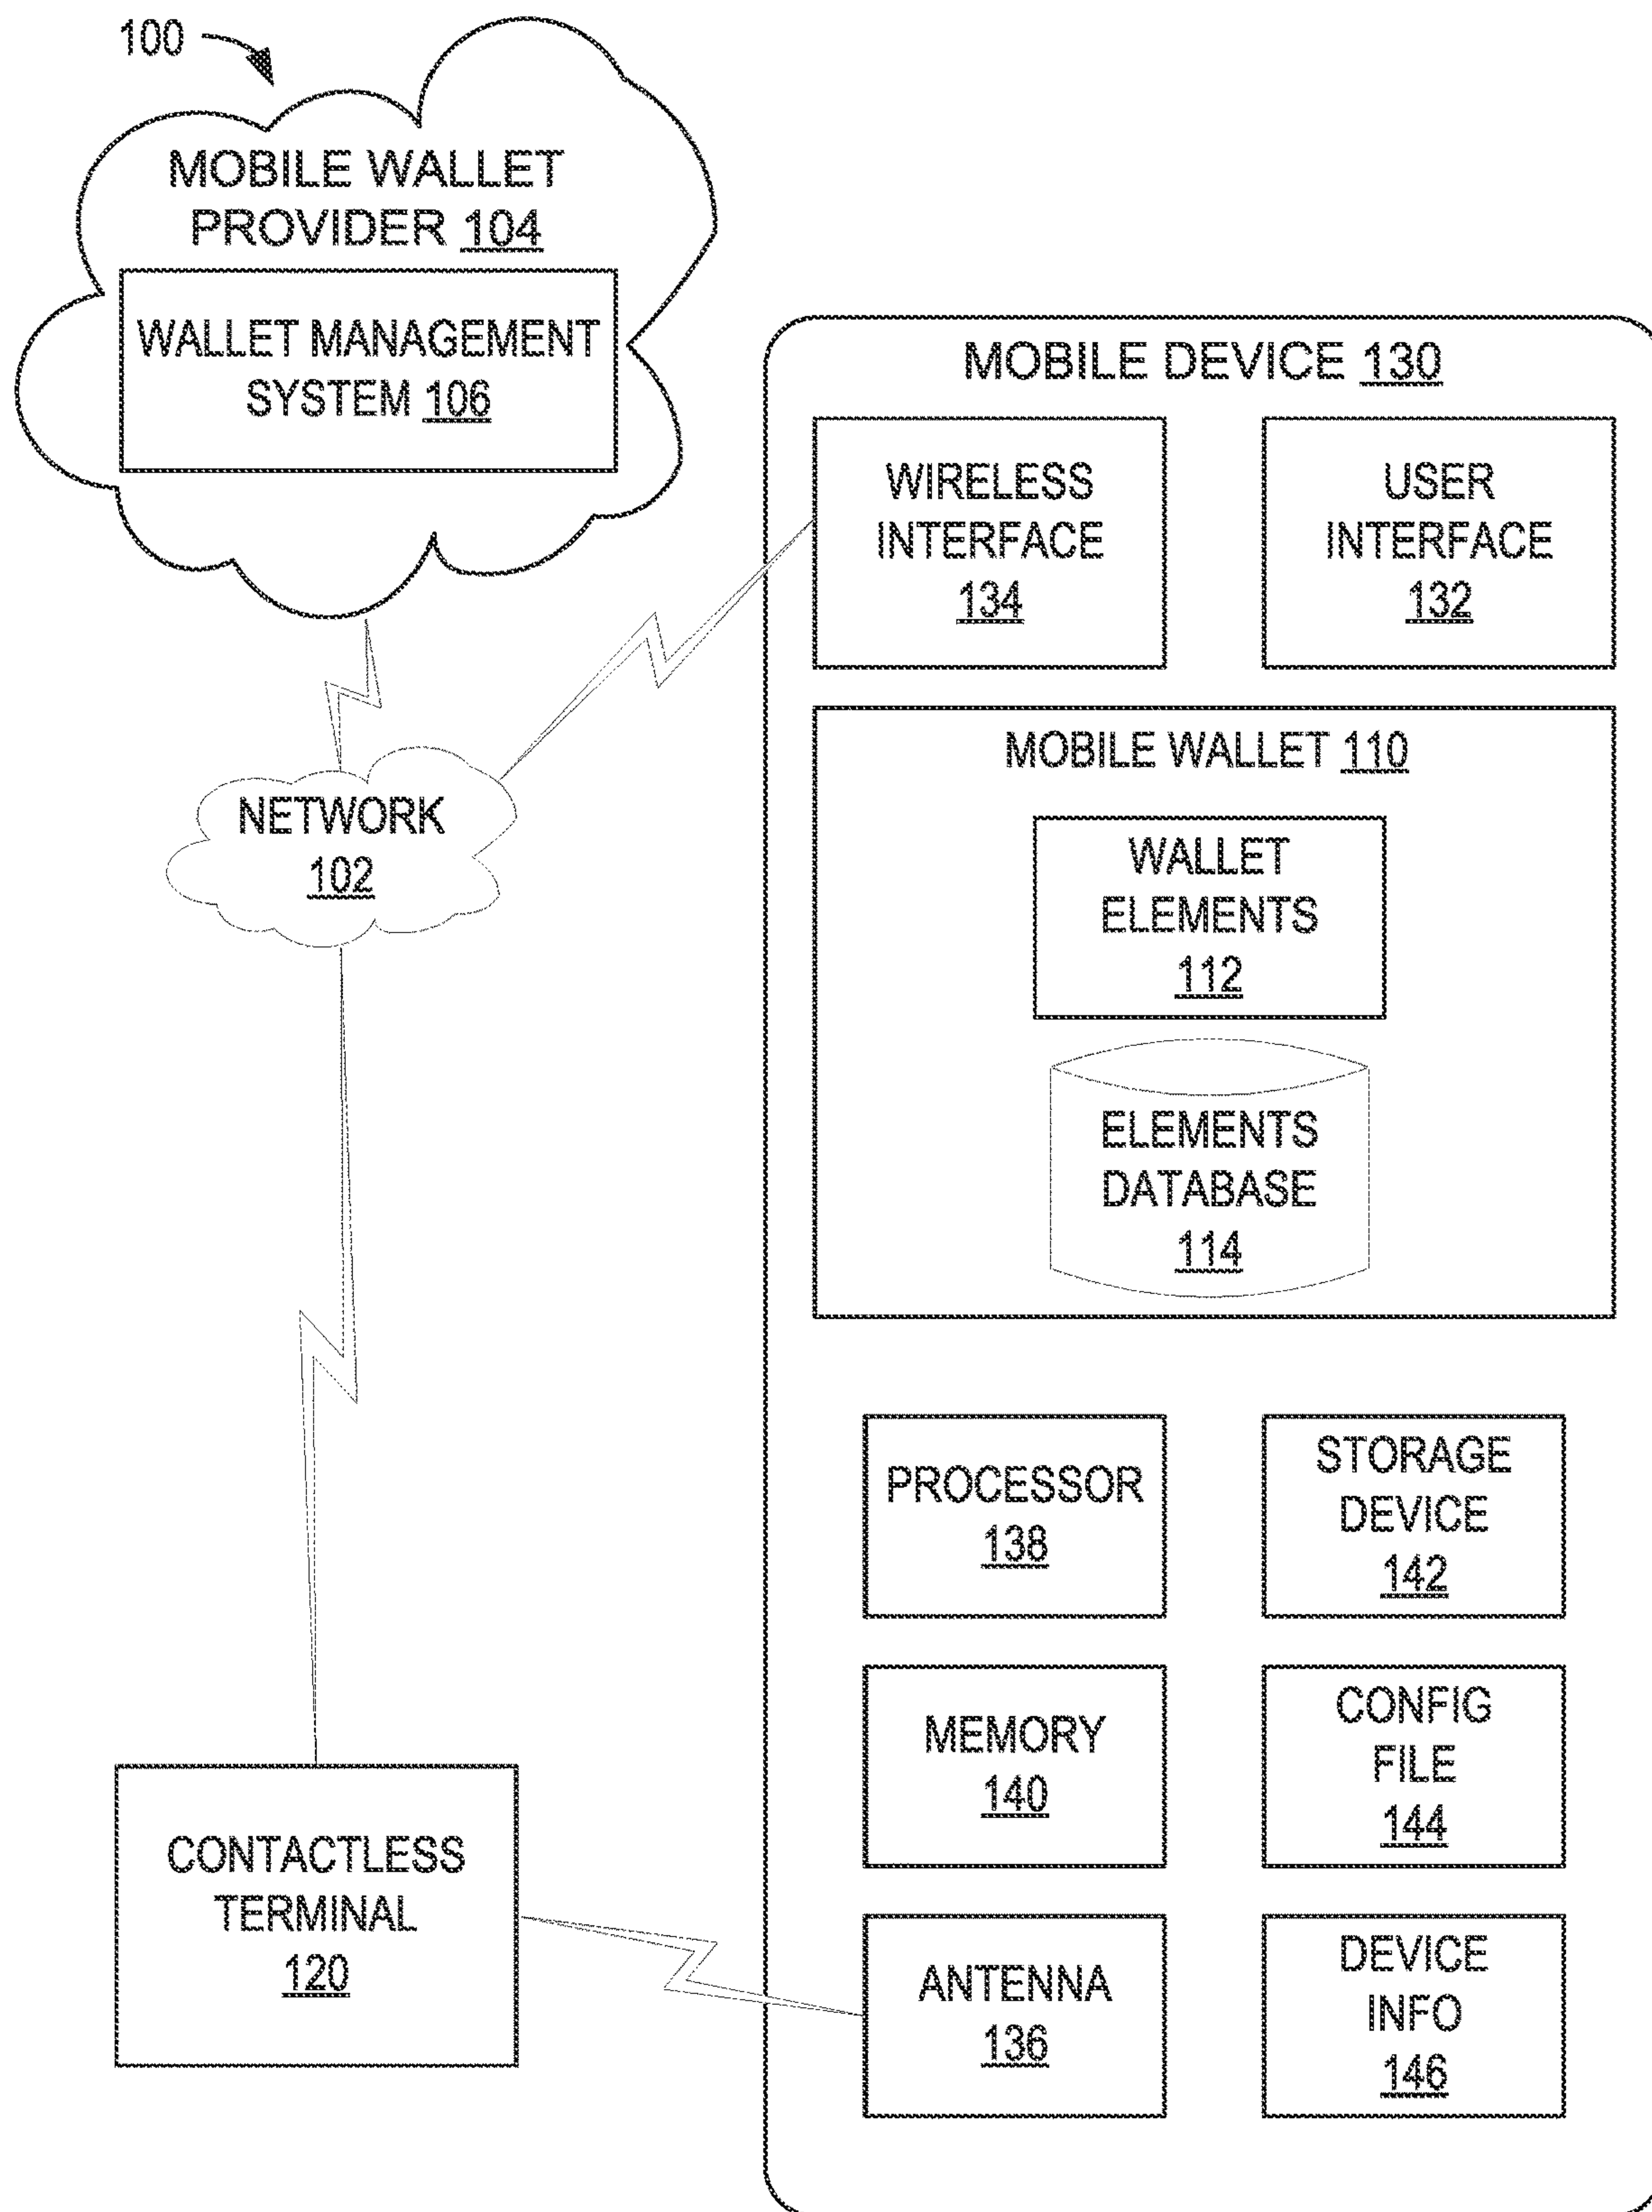 100
MOBILE WALLET
PROVIDER 104
WALLET MANAGEMENT
SYSTEM 106
MOBILE DEVICE 130
WIRELESS
INTERFACE
134
USER
INTERFACE
132
NETWORK
102
MOBILE WALLET 110
WALLET
ELEMENTS
112
ELEMENTS
DATABASE
114
PROCESSOR
138
STORAGE
DEVICE
142
MEMORY
140
CONFIG
FILE
144
CONTACTLESS
TERMINAL
120
ANTENNA
136
DEVICE
INFO
146